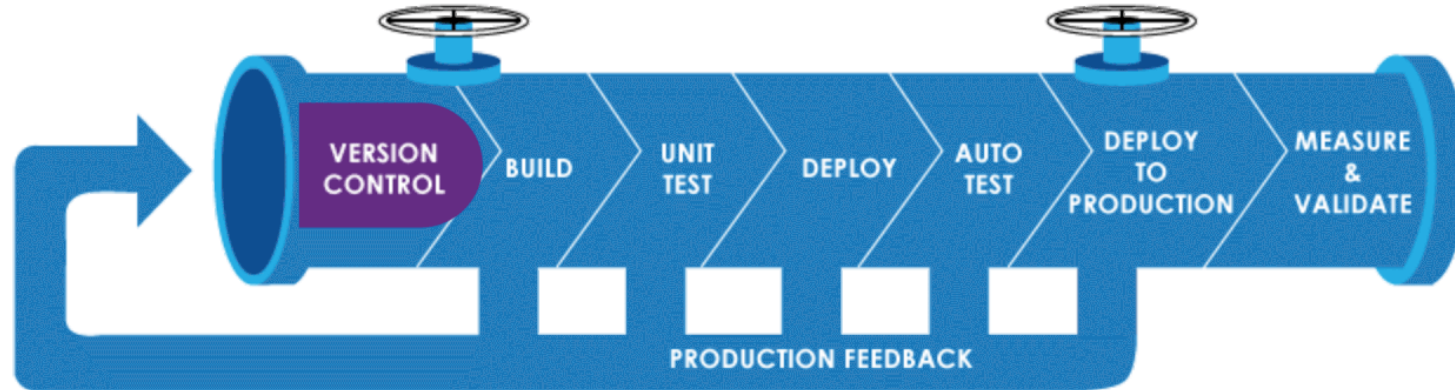 VERSION
CONTROL
BUILD
UNIT
TEST
DEPLOY
AUTO
TEST
DEPLOY
TO
PRODUCTION
MEASURE
&
VALIDATE
PRODUCTION FEEDBACK